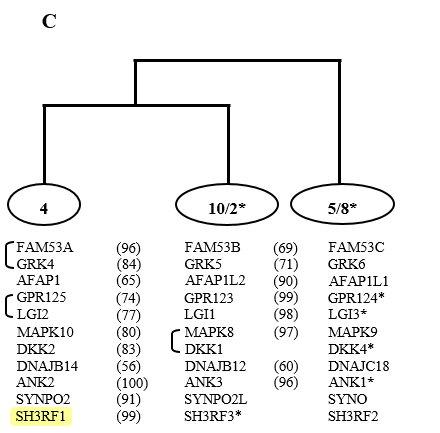 C
4 10/2* 5/8*
FAM53A (96) FAM53B (69) FAM53C
GRK4 (84) GRK5 (71) GRK6
AFAP1 (65) AFAP1L2 (90) AFAP1L1
GPR125 (74) GPR123 (99) GPR124*
LGI2 (77) LGI1 (98) LGI3*
MAPK10 (80) MAPK8 (97) MAPK9
DKK2 (83) DKK1 DKK4*
DNAJB14 (56) DNAJB12 (60) DNAJC18
ANK2 (100) ANK3 (96) ANK1*
SYNPO2 (91) SYNPO2L SYNO
SH3RF1 (99) SH3RF3* SH3RF2